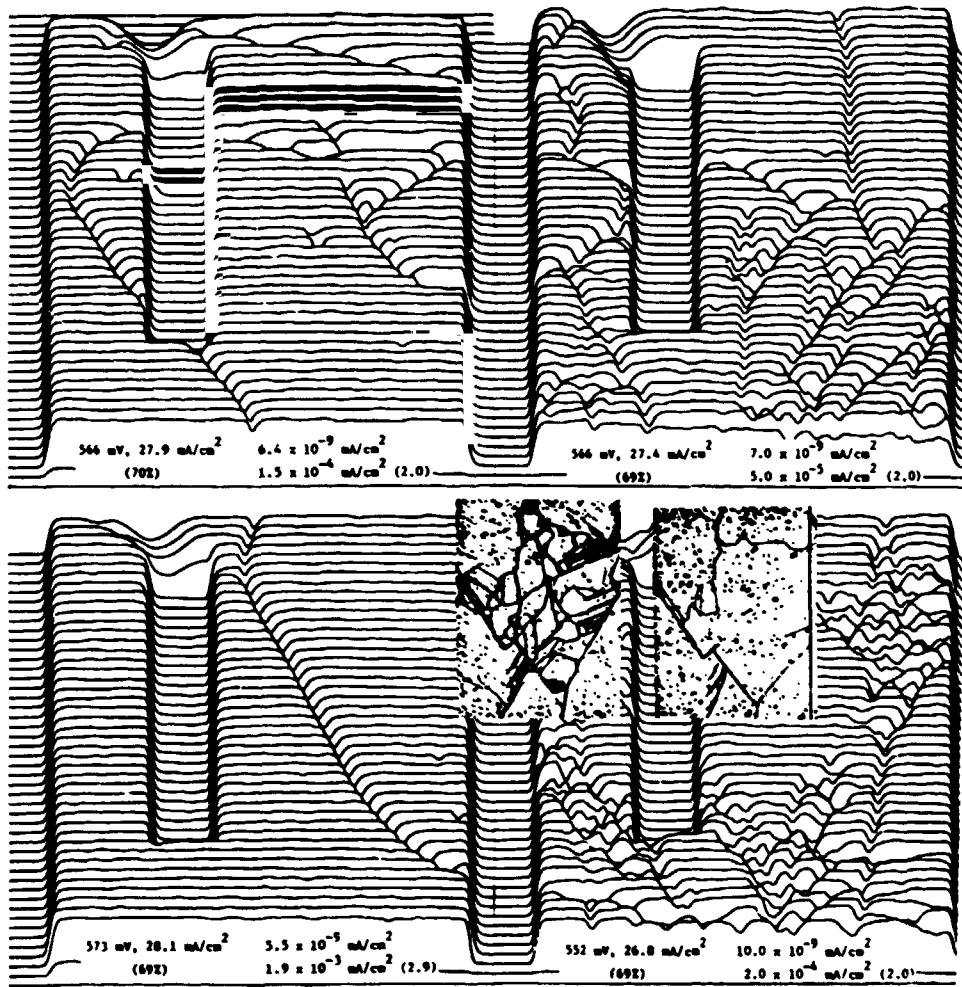 566 mV, 27.9 mA/cm² 6.4 x 10⁻⁹ mA/cm²
(70%) 1.5 x 10⁻⁴ mA/cm² (2.0)
566 mV, 27.4 mA/cm² 7.0 x 10⁻⁹ mA/cm²
(69%) 5.0 x 10⁻⁵ mA/cm² (2.0)
573 mV, 28.1 mA/cm² 5.5 x 10⁻⁵ mA/cm²
(69%) 1.9 x 10⁻³ mA/cm² (2.9)
552 mV, 26.8 mA/cm² 10.0 x 10⁻⁹ mA/cm²
(69%) 2.0 x 10⁻⁴ mA/cm² (2.0)